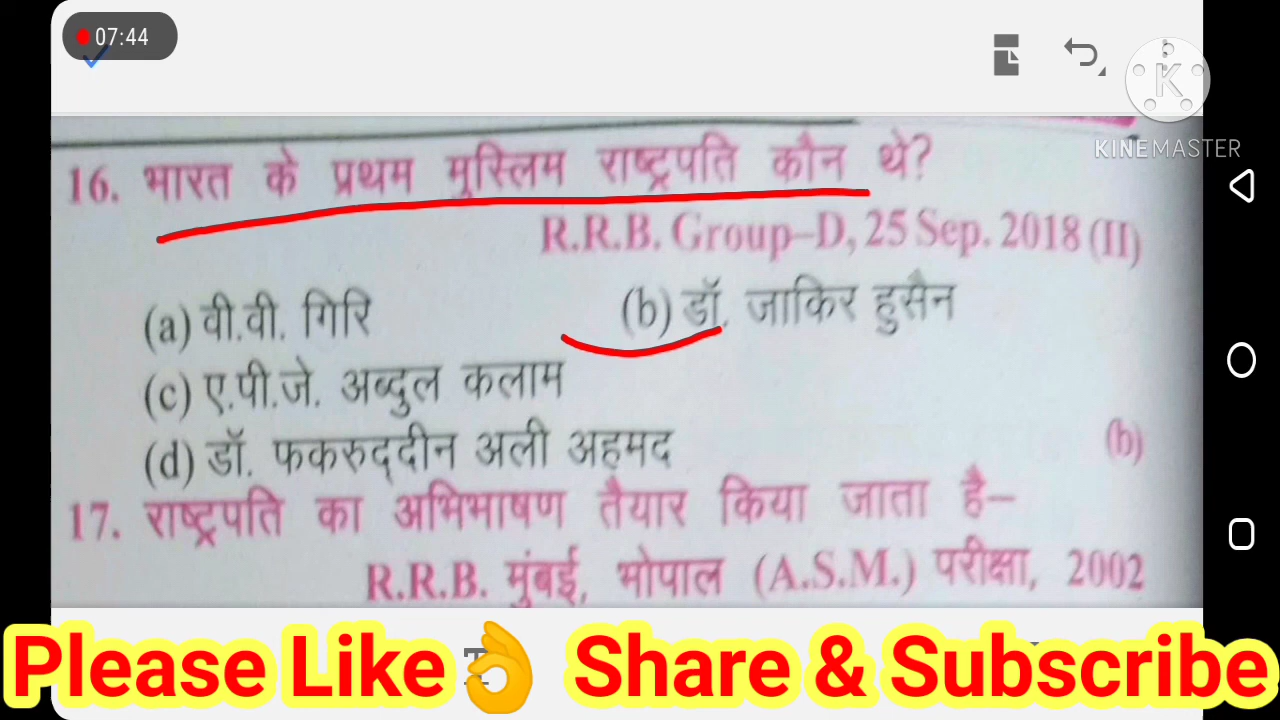 07:44
KINEMASTER
16. भारत के प्रथम मुस्लिम राष्ट्रपति कौन थे?
R.R.B. Group–D, 25 Sep. 2018 (II)
(a) वी.वी. गिरि (b) डॉ. जाकिर हुसैन
(c) ए.पी.जे. अब्दुल कलाम
(d) डॉ. फकरुद्दीन अली अहमद (b)
17. राष्ट्रपति का अभिभाषण तैयार किया जाता है–
R.R.B. मुंबई, भोपाल (A.S.M.) परीक्षा, 2002
Please Like👌 Share & Subscribe